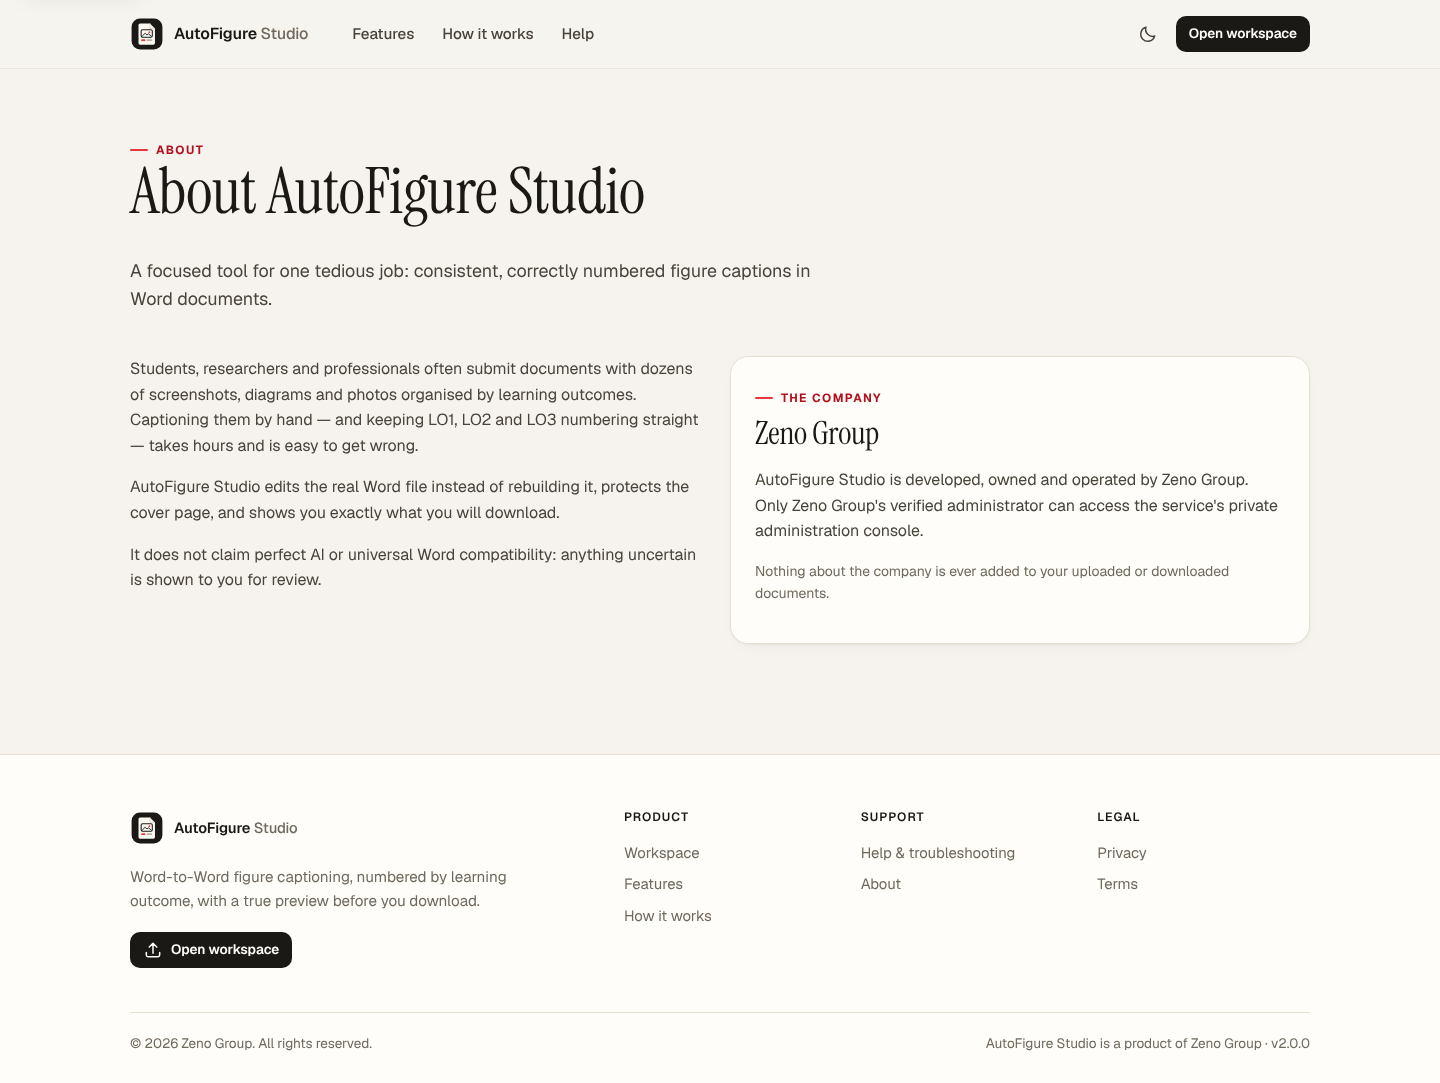 AutoFigure Studio
Features
How it works
Help
Open workspace
ABOUT
About AutoFigure Studio
A focused tool for one tedious job: consistent, correctly numbered figure captions in
Word documents.
Students, researchers and professionals often submit documents with dozens
of screenshots, diagrams and photos organised by learning outcomes.
Captioning them by hand — and keeping LO1, LO2 and LO3 numbering straight
— takes hours and is easy to get wrong.
AutoFigure Studio edits the real Word file instead of rebuilding it, protects the
cover page, and shows you exactly what you will download.
It does not claim perfect AI or universal Word compatibility: anything uncertain
is shown to you for review.
THE COMPANY
Zeno Group
AutoFigure Studio is developed, owned and operated by Zeno Group.
Only Zeno Group's verified administrator can access the service's private
administration console.
Nothing about the company is ever added to your uploaded or downloaded
documents.
AutoFigure Studio
Word-to-Word figure captioning, numbered by learning
outcome, with a true preview before you download.
Open workspace
PRODUCT
Workspace
Features
How it works
SUPPORT
Help & troubleshooting
About
LEGAL
Privacy
Terms
© 2026 Zeno Group. All rights reserved.
AutoFigure Studio is a product of Zeno Group · v2.0.0